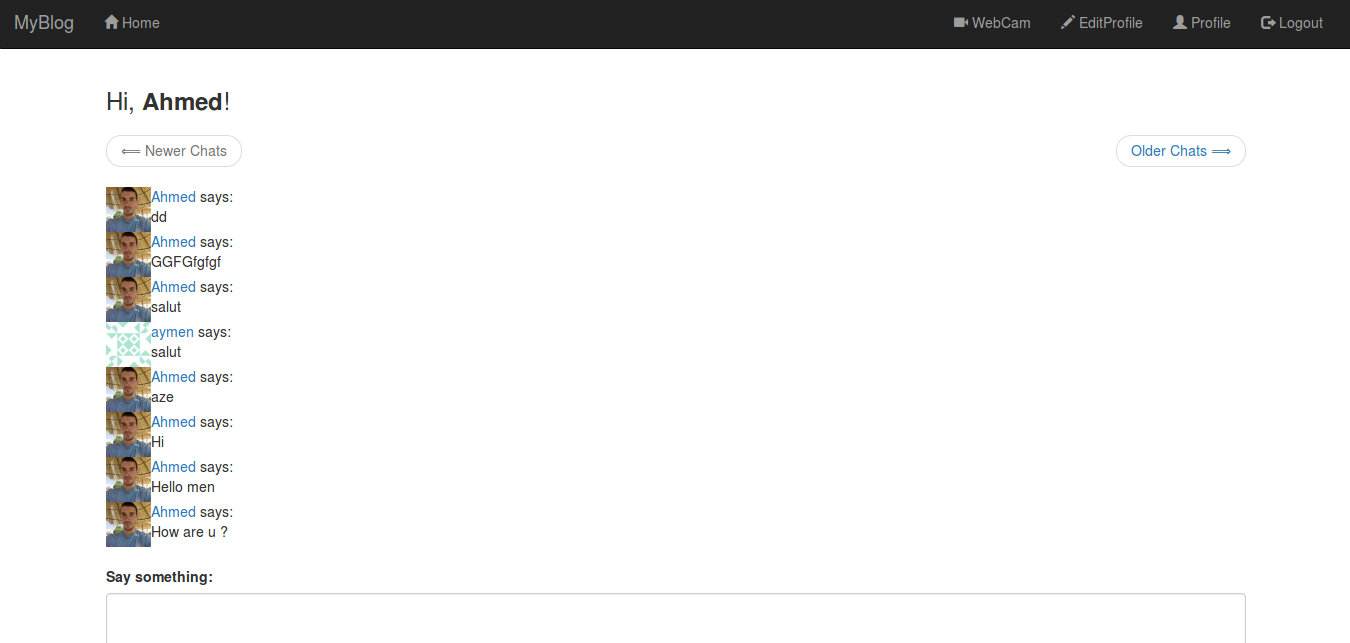 MyBlog Home WebCam EditProfile Profile Logout
Hi, Ahmed!
⟸ Newer Chats Older Chats ⟹
Ahmed says:
dd
Ahmed says:
GGFGfgfgf
Ahmed says:
salut
aymen says:
salut
Ahmed says:
aze
Ahmed says:
Hi
Ahmed says:
Hello men
Ahmed says:
How are u ?
Say something: